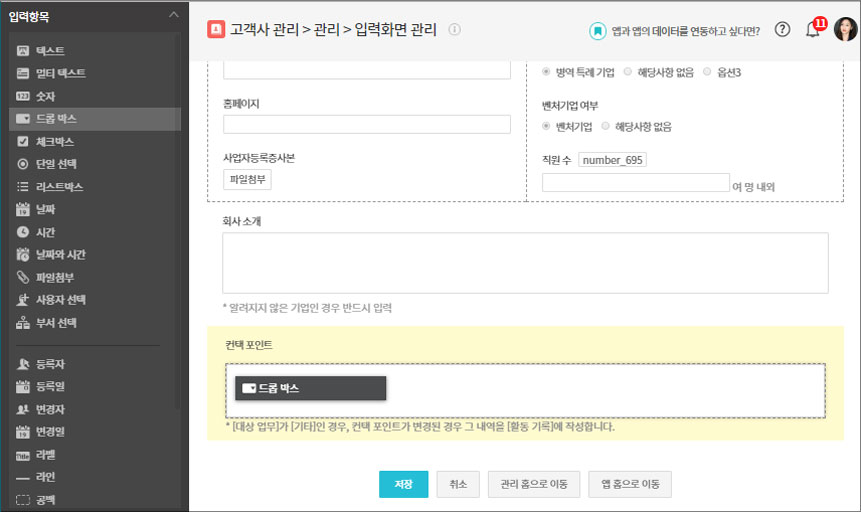 입력항목
텍스트
멀티 텍스트
123 숫자
드롭 박스
체크박스
단일 선택
리스트박스
19 날짜
시간
날짜와 시간
파일첨부
사용자 선택
부서 선택
등록자
등록일
변경자
19 변경일
Title 라벨
라인
공백
고객사 관리 > 관리 > 입력화면 관리
앱과 앱의 데이터를 연동하고 싶다면?
11
방역 특례 기업 해당사항 없음 옵션3
홈페이지
벤처기업 여부
벤처기업 해당사항 없음
사업자등록증사본
파일첨부
직원 수 number_695
여 명 내외
회사 소개
* 알려지지 않은 기업인 경우 반드시 입력
컨택 포인트
드롭 박스
* [대상 업무]가 [기타]인 경우, 컨택 포인트가 변경된 경우 그 내역을 [활동 기록]에 작성합니다.
저장 취소 관리 홈으로 이동 앱 홈으로 이동